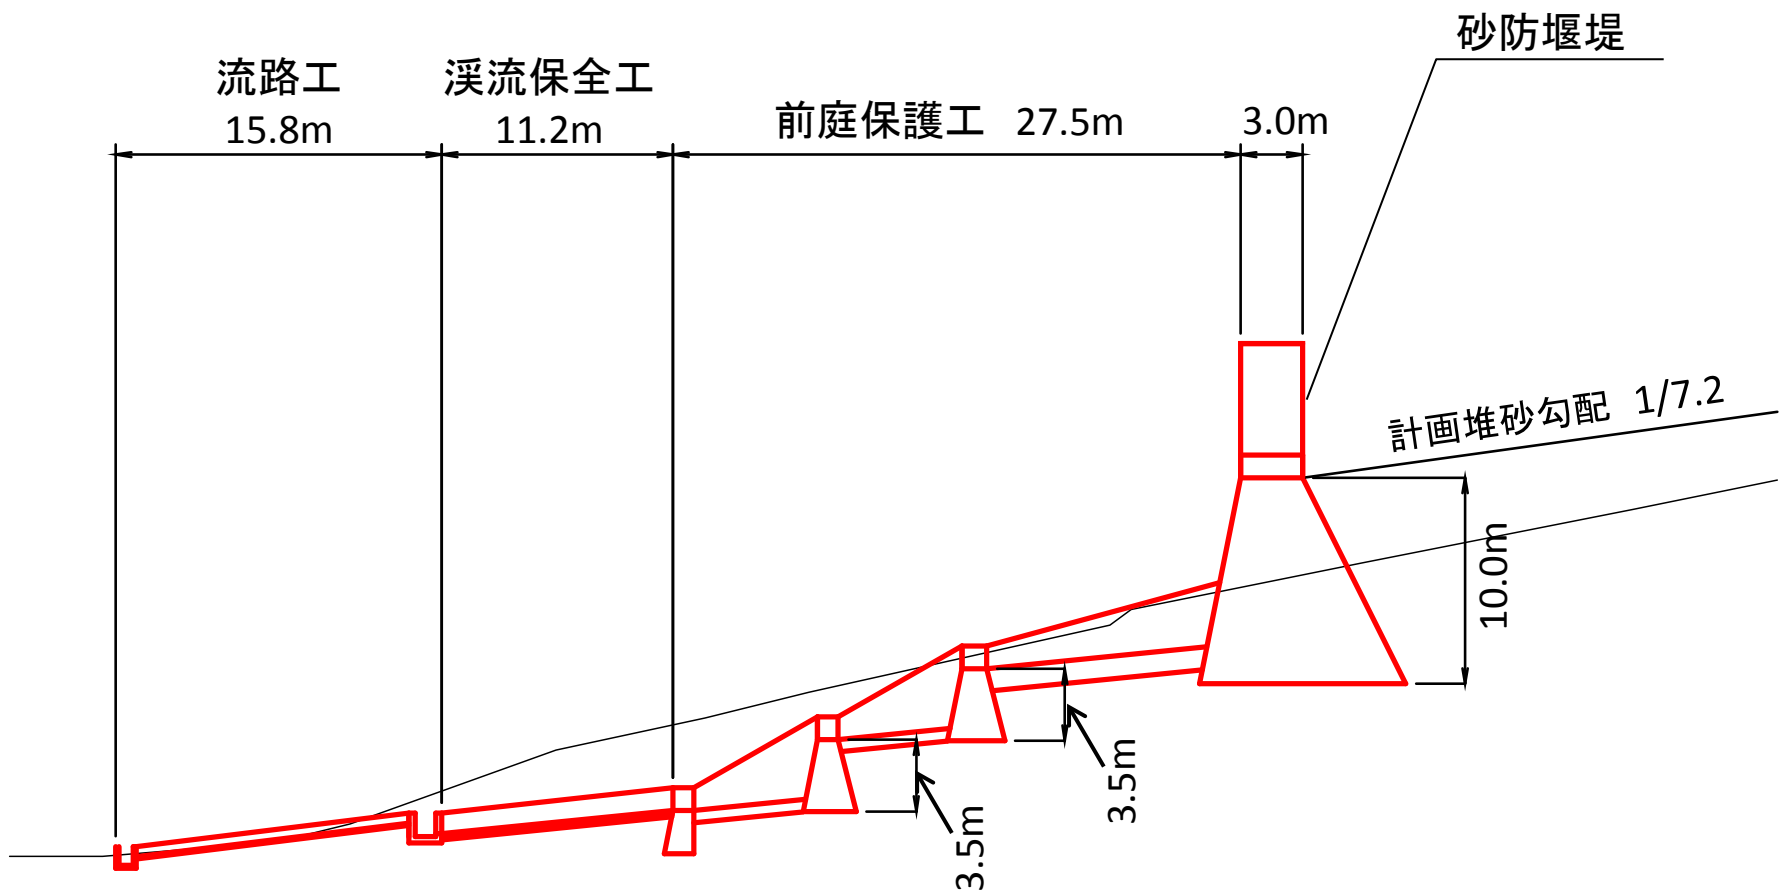 砂防堰堤
流路工
15.8m
渓流保全工
11.2m
前庭保護工 27.5m
3.0m
計画堆砂勾配 1/7.2
10.0m
3.5m
3.5m